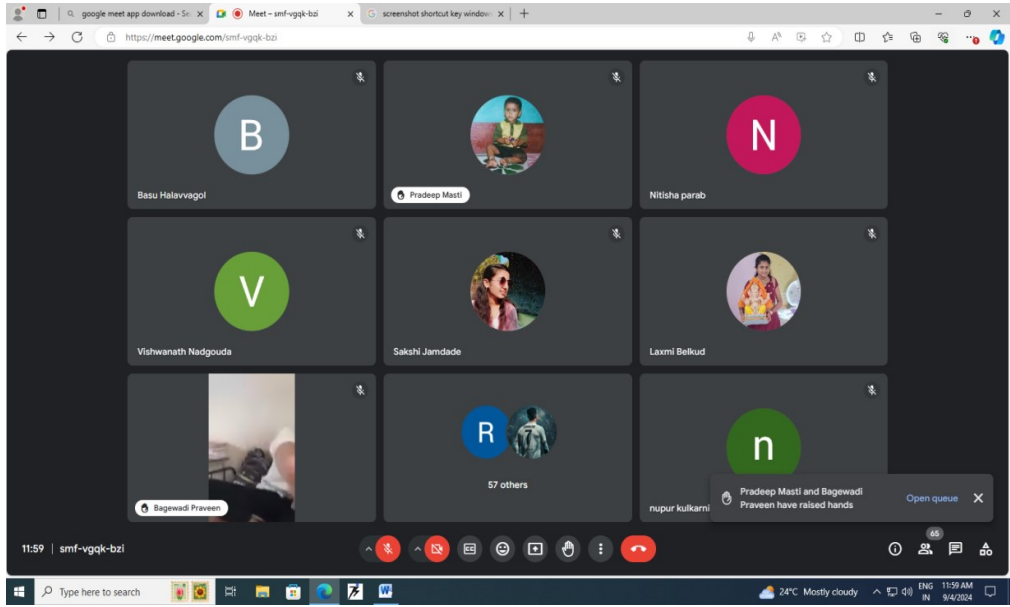 google meet app download - Se
Meet – smf-vgqk-bzi
screenshot shortcut key window
https://meet.google.com/smf-vgqk-bzi
B
Basu Halavvagol
Pradeep Masti
N
Nitisha parab
V
Vishwanath Nadgouda
Sakshi Jamdade
Laxmi Belkud
Bagewadi Praveen
R
7
57 others
n
nupur kulkarni
Pradeep Masti and Bagewadi
Praveen have raised hands
Open queue
11:59 | smf-vgqk-bzi
65
Type here to search
24°C Mostly cloudy
ENG
IN
11:59 AM
9/4/2024